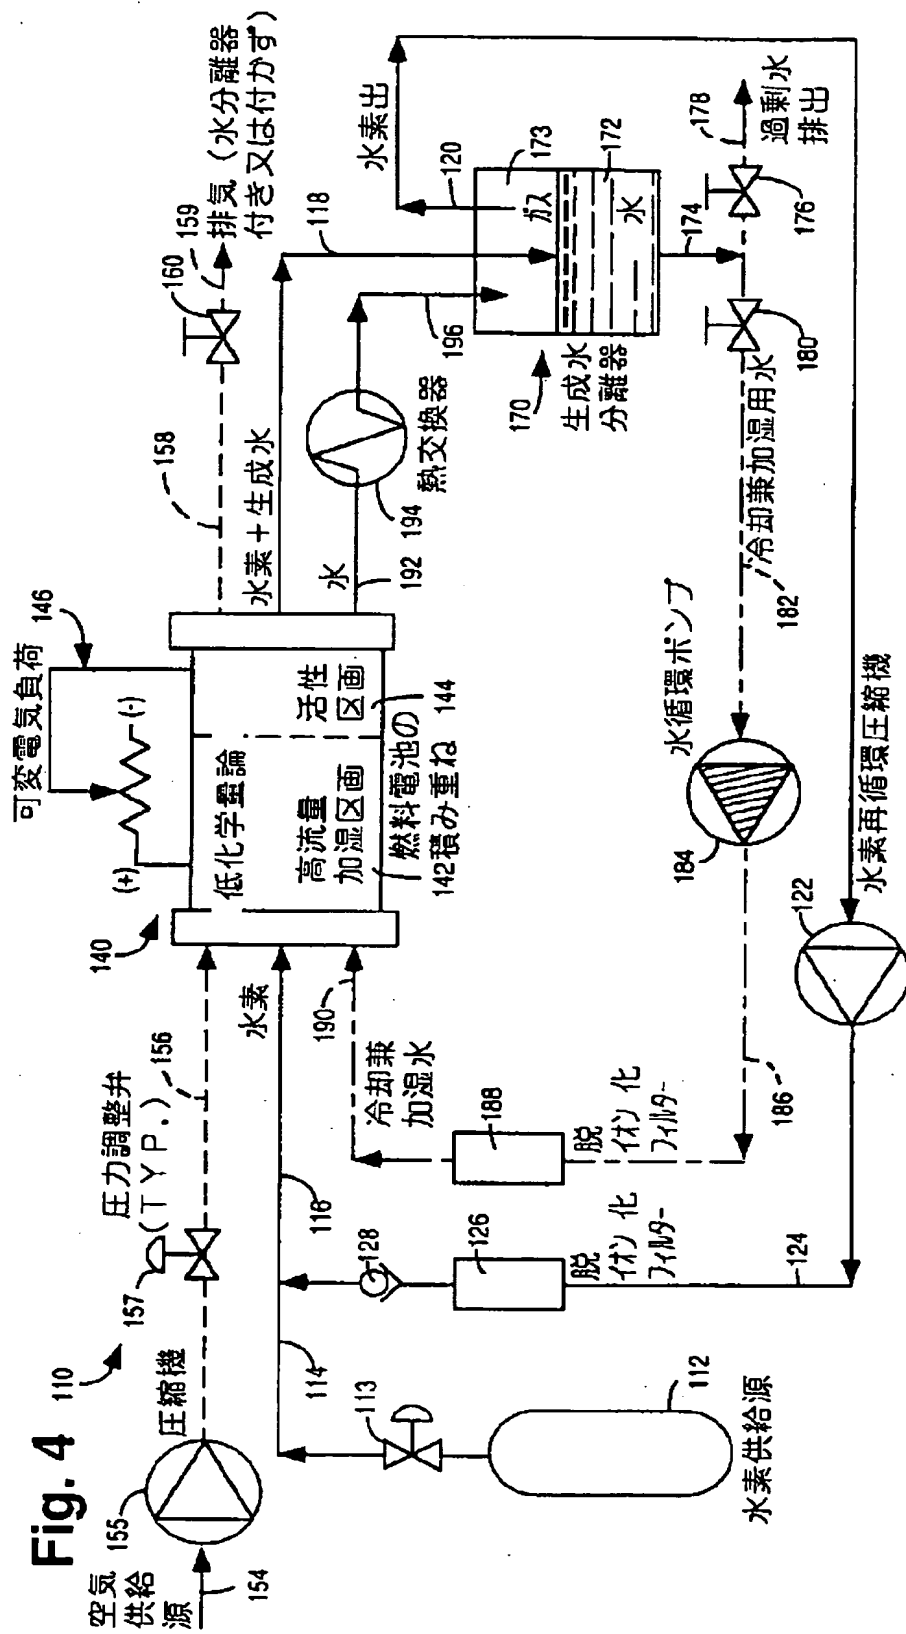 Fig. 4
空気
供給
源
154
155
圧縮機
110
157
圧力調整弁
(TYP.)
156
140
可変電気負荷
146
(+)
(-)
低化学量論
高流量
加湿区画
活性
区画
144
燃料電池の
142積み重ね
158
160
159
排気(水分離器
付き又は付かず)
水素+生成水
118
水
192
194
熱交換器
196
水素出
120
173
ガス
172
水
170
生成水
分離器
174
178
過剰水
排出
176
180
冷却兼加湿用水
182
水循環ポンプ
184
186
水素再循環圧縮機
122
124
水素
116
114
190
冷却兼
加湿水
188
脱
イオン化
フィルター
128
126
脱
イオン化
フィルター
113
112
水素供給源